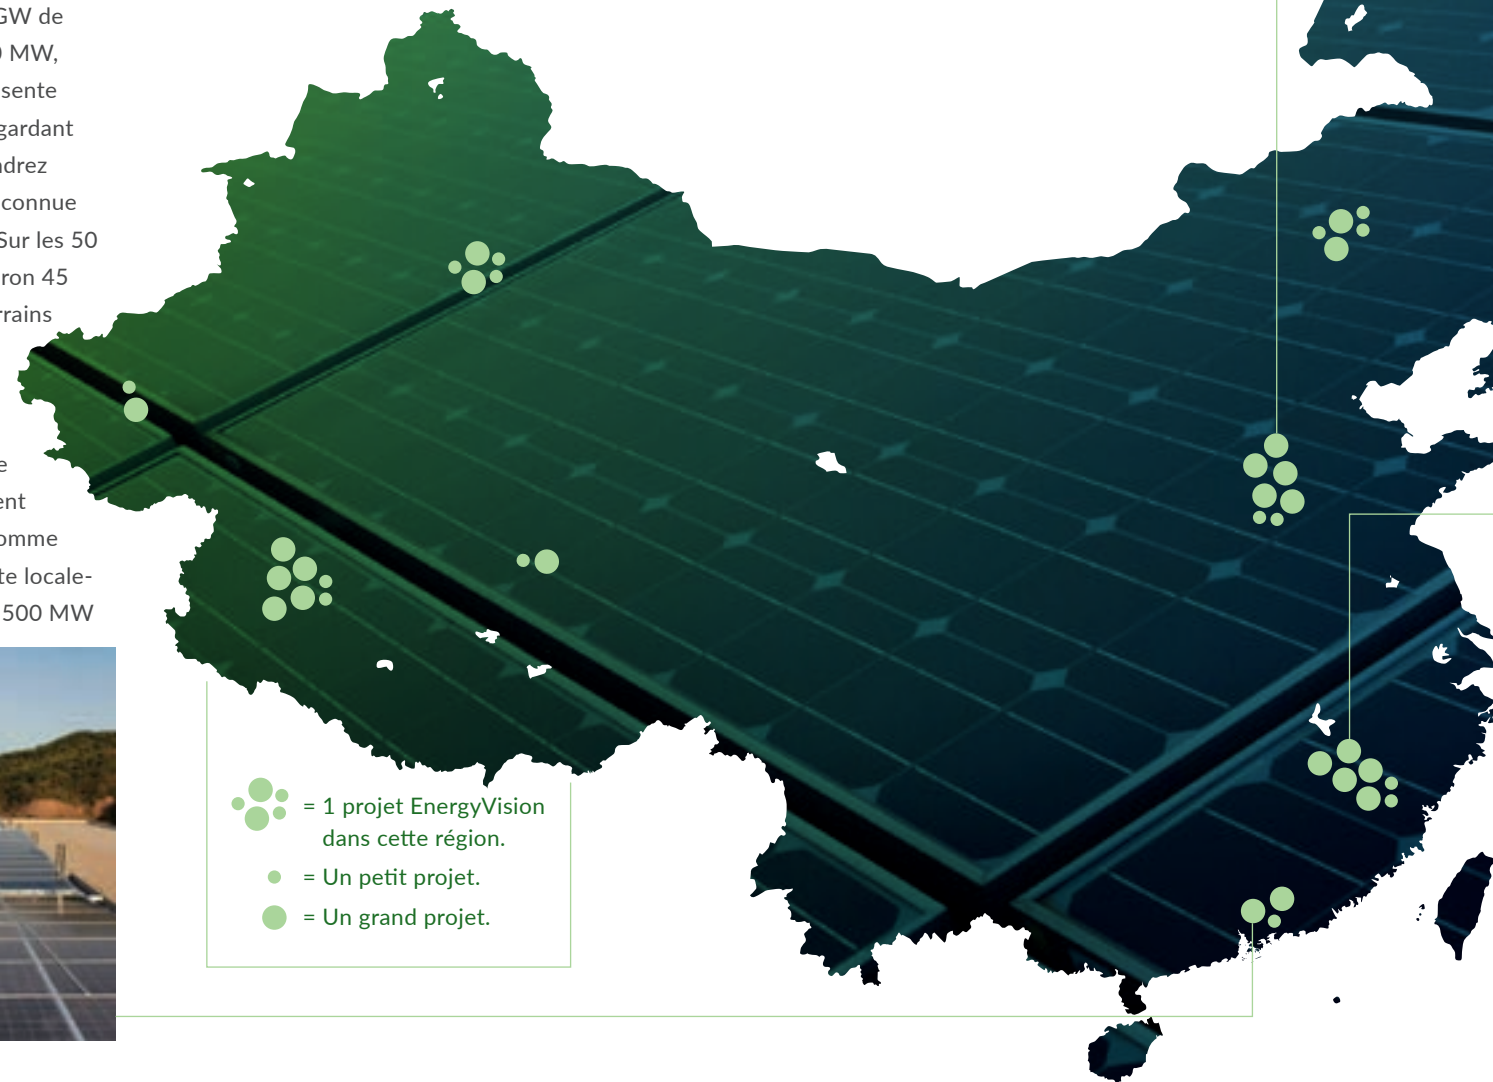 GW de
MW,
sente
gardant
drez
connue
Sur les 50
ron 45
rrains
e
ent
omme
te locale-
500 MW
= 1 projet EnergyVision
dans cette région.
= Un petit projet.
= Un grand projet.